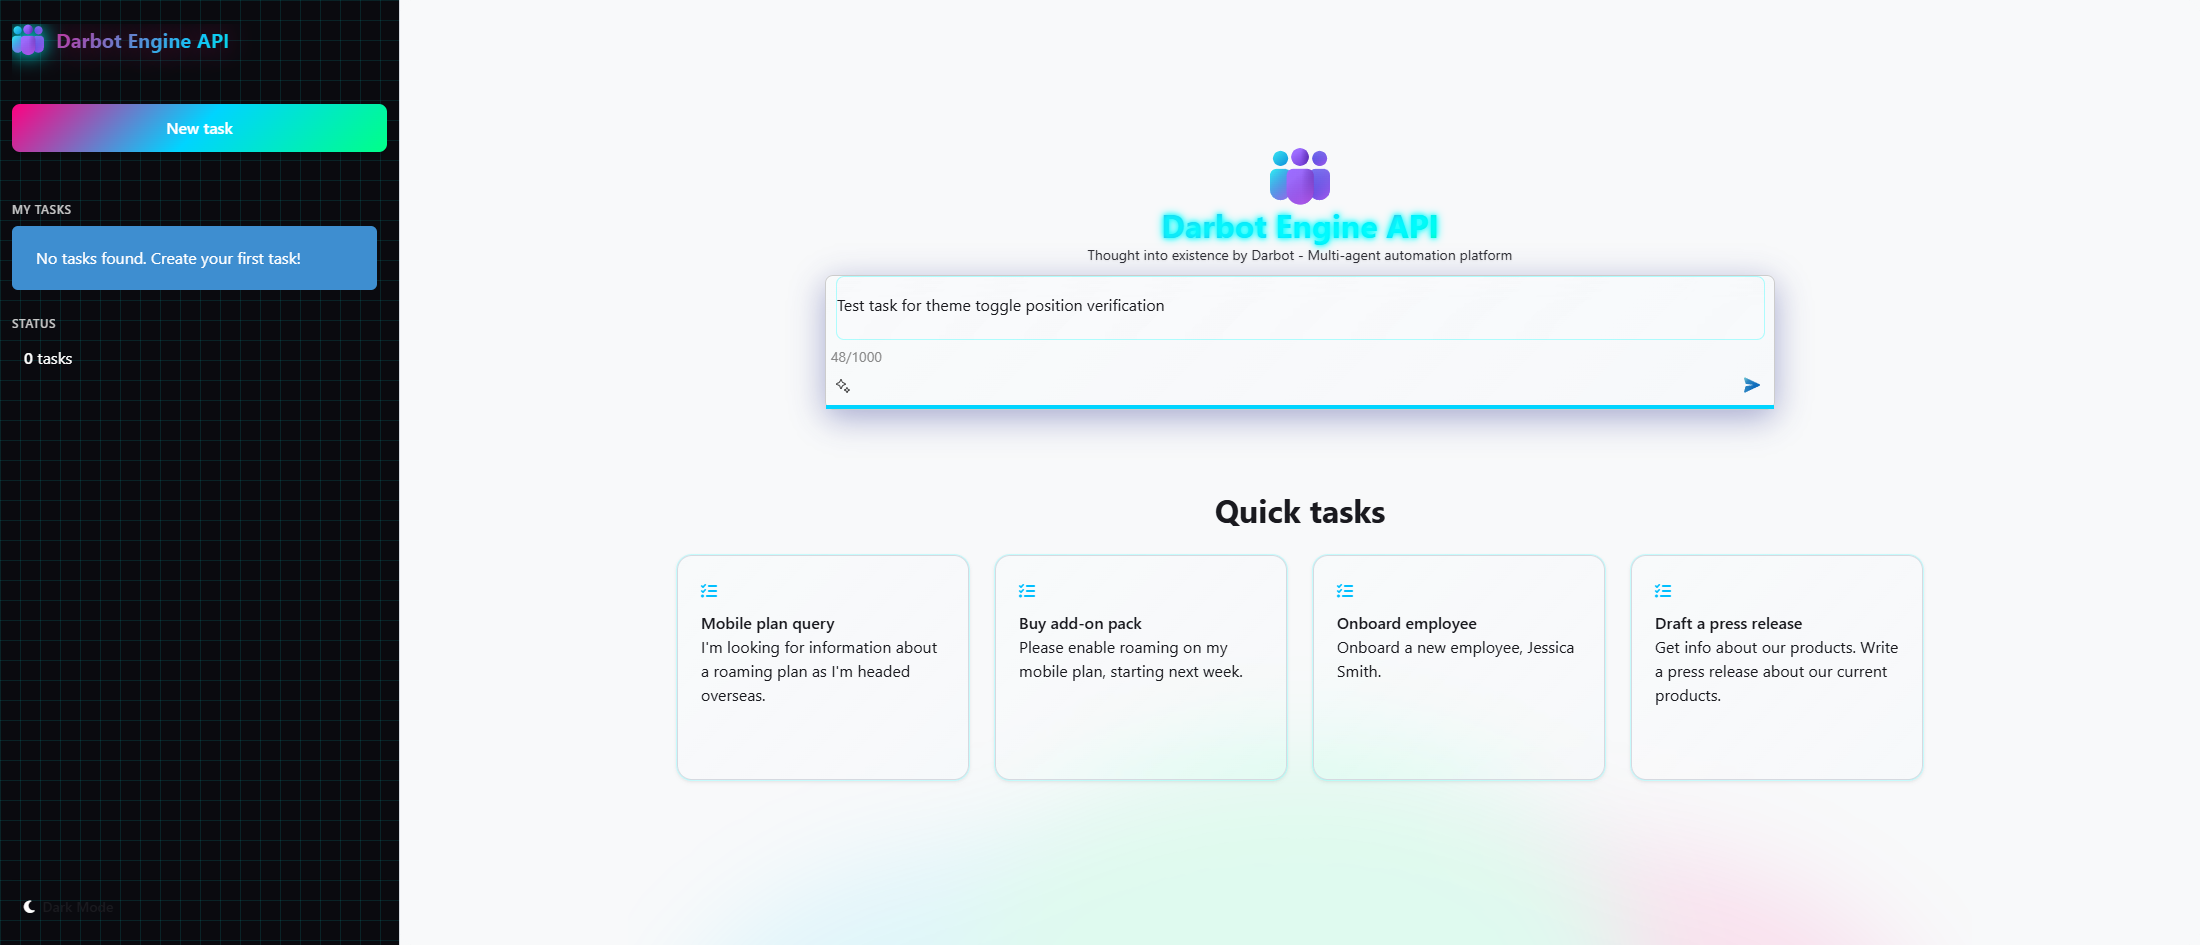 Darbot Engine API
New task
MY TASKS
No tasks found. Create your first task!
STATUS
0 tasks
Dark Mode
Darbot Engine API
Thought into existence by Darbot - Multi-agent automation platform
Test task for theme toggle position verification
48/1000
Quick tasks
Mobile plan query
I'm looking for information about
a roaming plan as I'm headed
overseas.
Buy add-on pack
Please enable roaming on my
mobile plan, starting next week.
Onboard employee
Onboard a new employee, Jessica
Smith.
Draft a press release
Get info about our products. Write
a press release about our current
products.